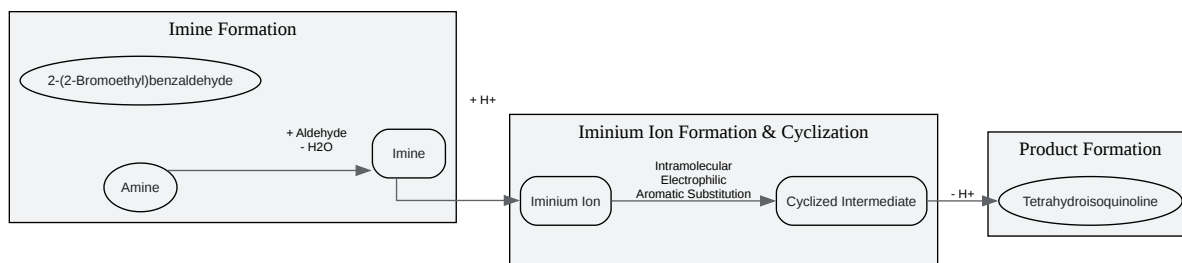 Imine Formation
2-(2-Bromoethyl)benzaldehyde
+ Aldehyde
- H2O
Imine
Amine
+ H+
Iminium Ion Formation & Cyclization
Iminium Ion
Intramolecular
Electrophilic
Aromatic Substitution
Cyclized Intermediate
- H+
Product Formation
Tetrahydroisoquinoline